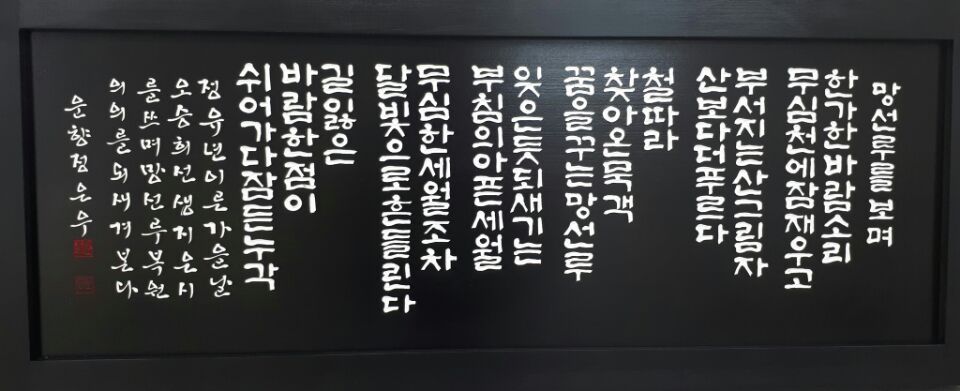 망선루를 보며
한가한바람소리
무심천에잠재우고
부서지는산그림자
산보다더푸르다
철따라
찾아온묵객
꿈을꾸는망선루
잊은듯되새기는
부침의아픈세월
무심한세월조차
달빛으로흔들린다
길잃은
바람한점이
쉬어가다잠든누각
정유년이른가을날
오송희선생지은시
를쓰며망선루복원
의의를되새겨본다
운향정은우